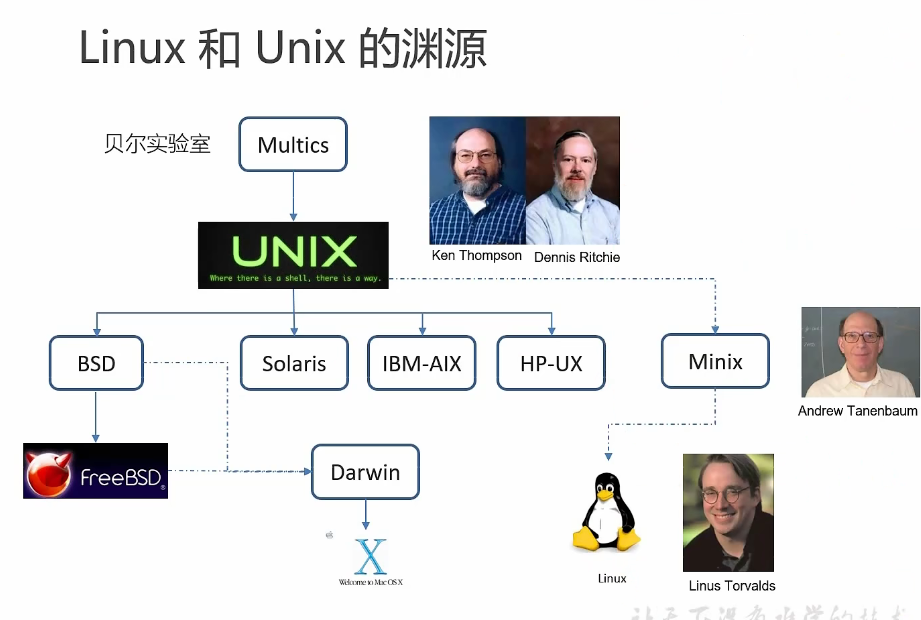 Linux 和 Unix 的渊源
贝尔实验室
Multics
UNIX
Where there is a shell, there is a way.
Ken Thompson
Dennis Ritchie
BSD
Solaris
IBM-AIX
HP-UX
Minix
Andrew Tanenbaum
FreeBSD®
Darwin
X
Welcome to Mac OS X
Linux
Linus Torvalds